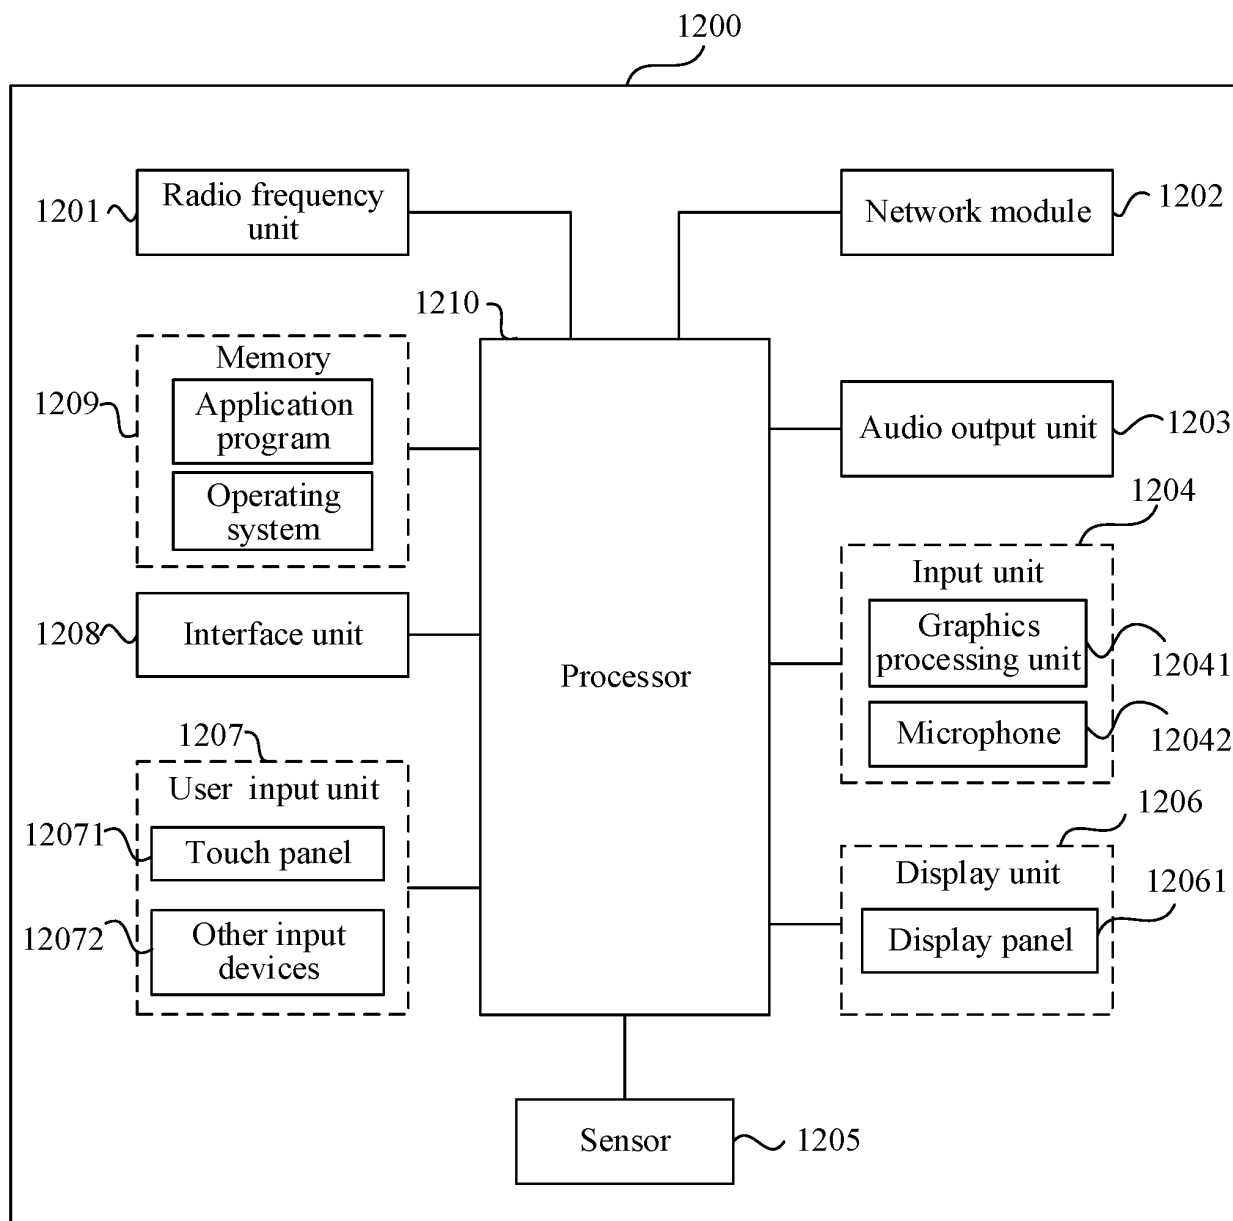 1200
1201
Radio frequency
unit
Network module
1202
1210
Memory
1209
Application
program
Operating
system
Audio output unit
1203
1204
Input unit
Graphics
processing unit
12041
Microphone
12042
1208
Interface unit
Processor
1207
User input unit
12071
Touch panel
12072
Other input
devices
1206
Display unit
12061
Display panel
Sensor
1205